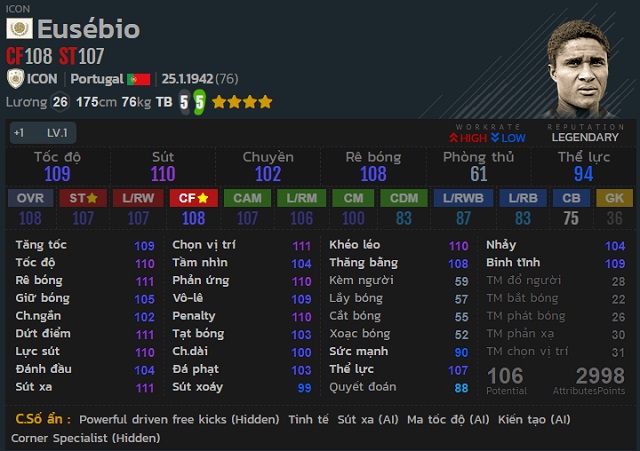 ICON
Eusébio
CF108 ST107
ICON Portugal 25.1.1942 (76)
Lương 26 175cm 76kg TB 5 5
+1 LV.1
WORKRATE REPUTATION
HIGH LOW LEGENDARY
Tốc độ Sút Chuyền Rê bóng Phòng thủ Thể lực
109 110 102 108 61 94
OVR ST L/RW CF CAM L/RM CM CDM L/RWB L/RB CB GK
108 107 107 108 107 106 100 83 87 83 75 36
Tăng tốc 109 Chọn vị trí 111 Khéo léo 110 Nhảy 104
Tốc độ 110 Tầm nhìn 104 Thăng bằng 108 Bình tĩnh 109
Rê bóng 111 Phản ứng 110 Kèm người 59 TM đổ người 28
Giữ bóng 105 Vô-lê 109 Lấy bóng 57 TM bắt bóng 22
Ch.ngắn 102 Penalty 110 Cắt bóng 55 TM phát bóng 26
Dứt điểm 111 Tạt bóng 103 Xoạc bóng 52 TM phản xạ 30
Lực sút 110 Ch.dài 100 Sức mạnh 90 TM chọn vị trí 31
Đánh đầu 104 Đá phạt 103 Thể lực 107 106 2998
Sút xa 111 Sút xoáy 99 Quyết đoán 88 Potential AttributesPoints
C.Số ẩn : Powerful driven free kicks (Hidden) Tinh tế Sút xa (AI) Ma tốc độ (AI) Kiến tạo (AI)
Corner Specialist (Hidden)